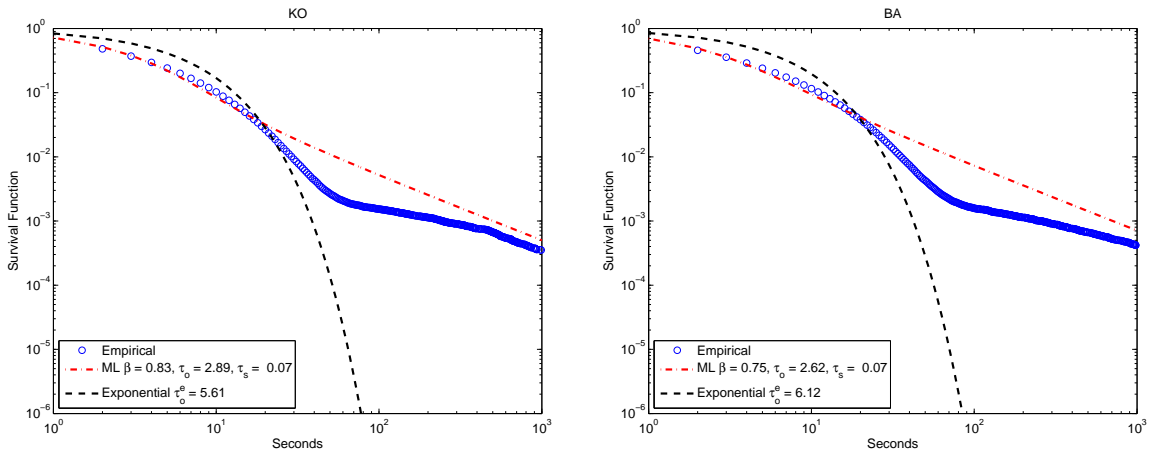 KO
Survival Function
10^0
10^-1
10^-2
10^-3
10^-4
10^-5
10^-6
Empirical
ML β = 0.83, τ_o = 2.89, τ_s = 0.07
Exponential τ_o^e = 5.61
10^0 10^1 10^2 10^3
Seconds
BA
Survival Function
10^0
10^-1
10^-2
10^-3
10^-4
10^-5
10^-6
Empirical
ML β = 0.75, τ_o = 2.62, τ_s = 0.07
Exponential τ_o^e = 6.12
10^0 10^1 10^2 10^3
Seconds